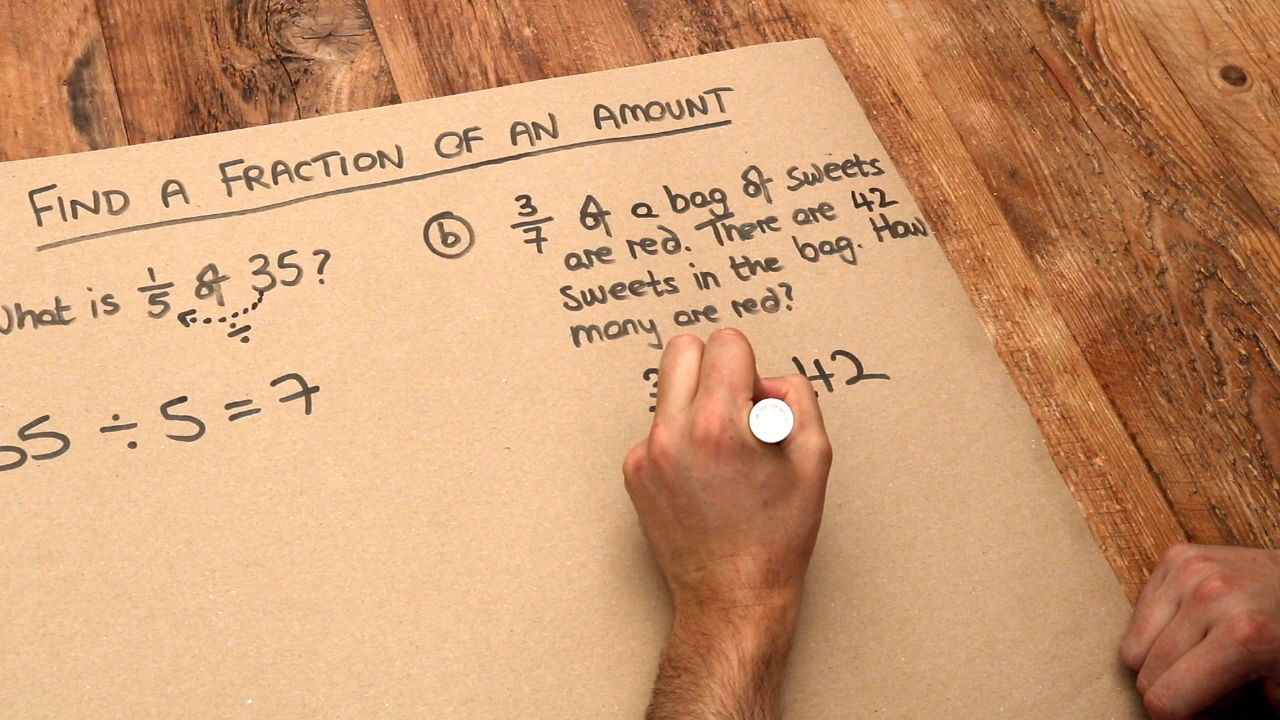 FIND A FRACTION OF AN AMOUNT
What is 1/5 of 35?
÷
35 ÷ 5 = 7
b 3/7 of a bag of sweets
are red. There are 42
sweets in the bag. How
many are red?
42